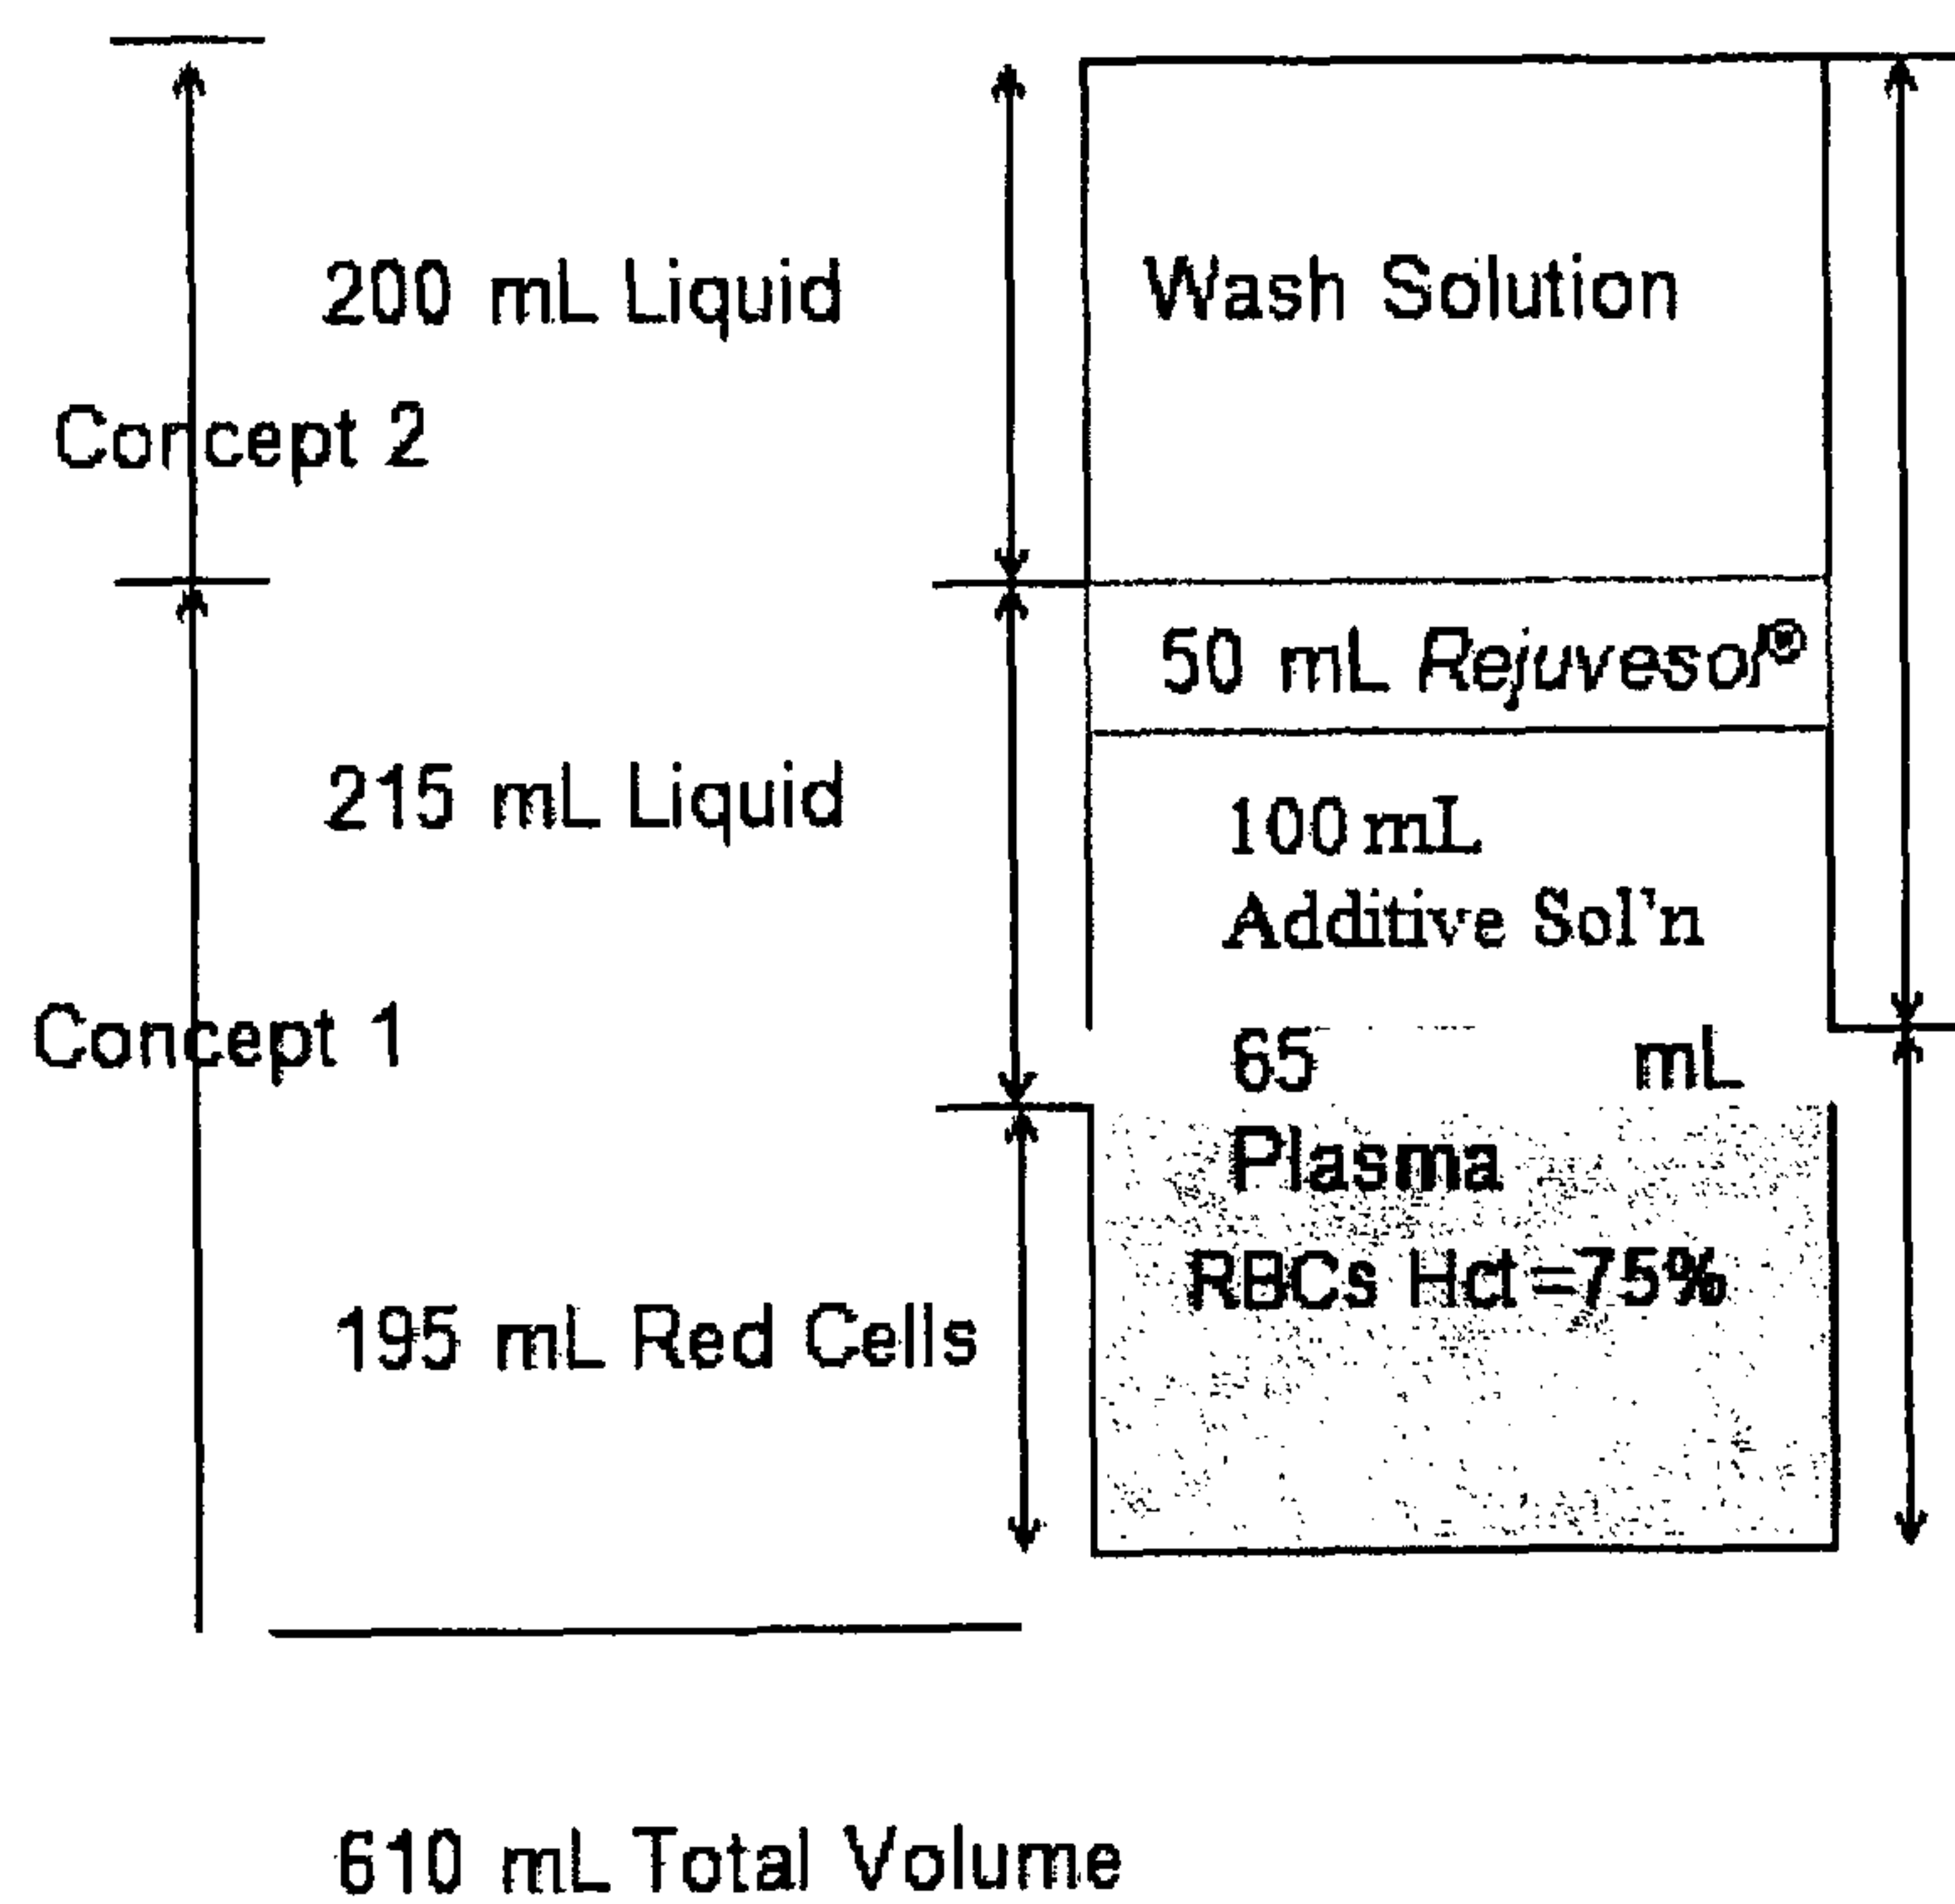 200 mL Liquid
Wash Solution
Concept 2
50 mL Rejuvesol®
215 mL Liquid
100 mL
Additive Sol'n
Concept 1
65 mL
Plasma
RBCs Hct=75%
195 mL Red Cells
610 mL Total Volume